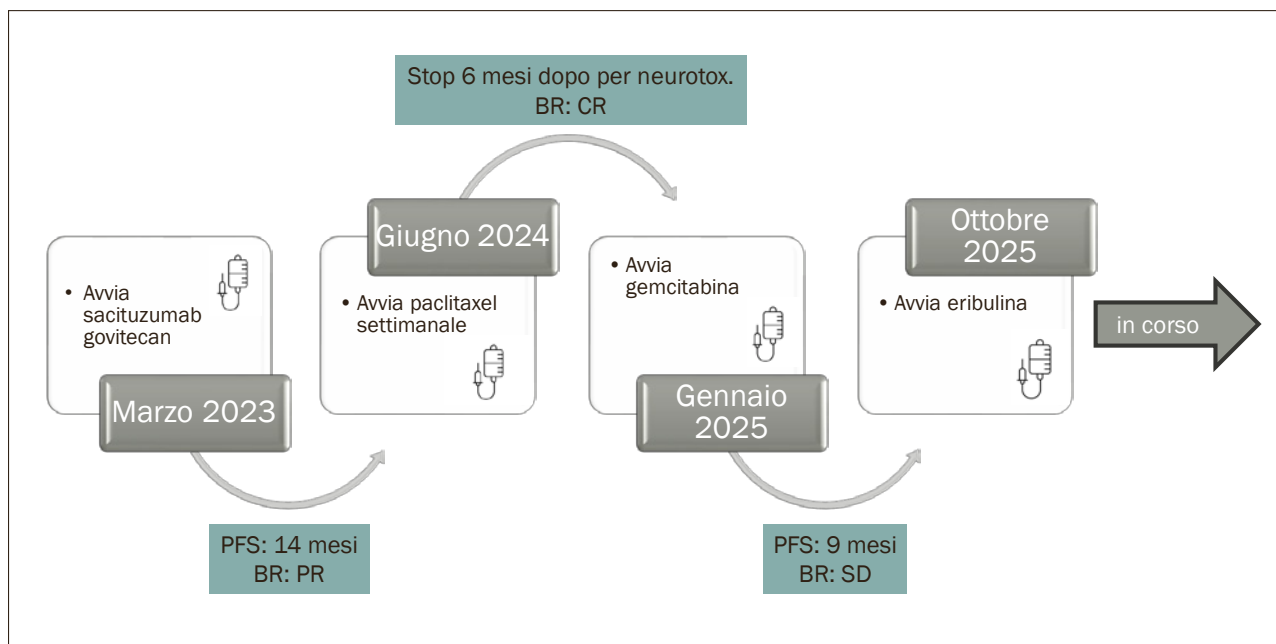 Stop 6 mesi dopo per neurotox.
BR: CR
• Avvia
sacituzumab
govitecan
Marzo 2023
PFS: 14 mesi
BR: PR
Giugno 2024
• Avvia paclitaxel
settimanale
• Avvia
gemcitabina
Gennaio
2025
PFS: 9 mesi
BR: SD
Ottobre
2025
• Avvia eribulina
in corso